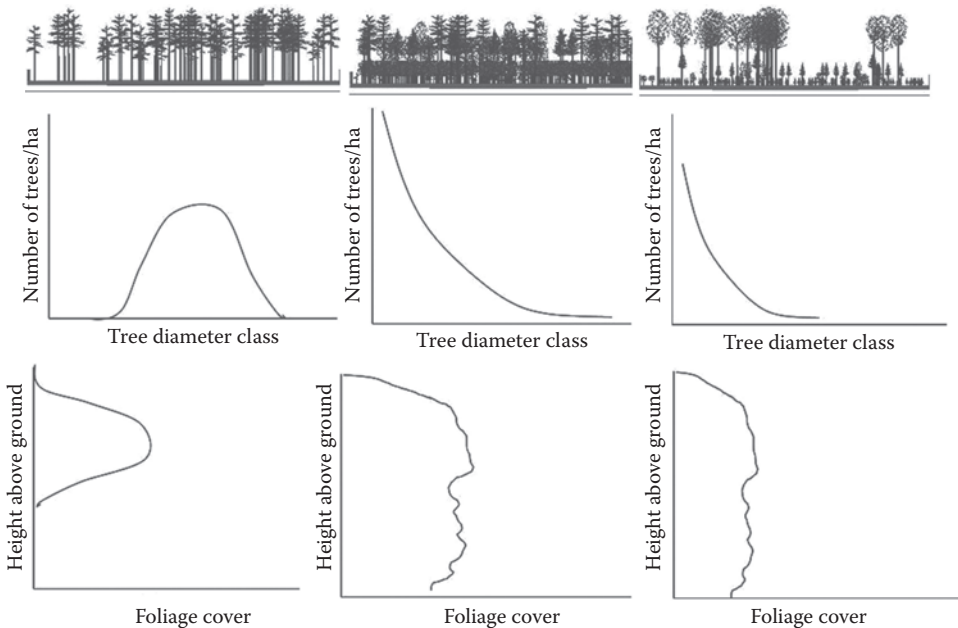 Number of trees/ha
Tree diameter class
Number of trees/ha
Tree diameter class
Number of trees/ha
Tree diameter class
Height above ground
Foliage cover
Height above ground
Foliage cover
Height above ground
Foliage cover